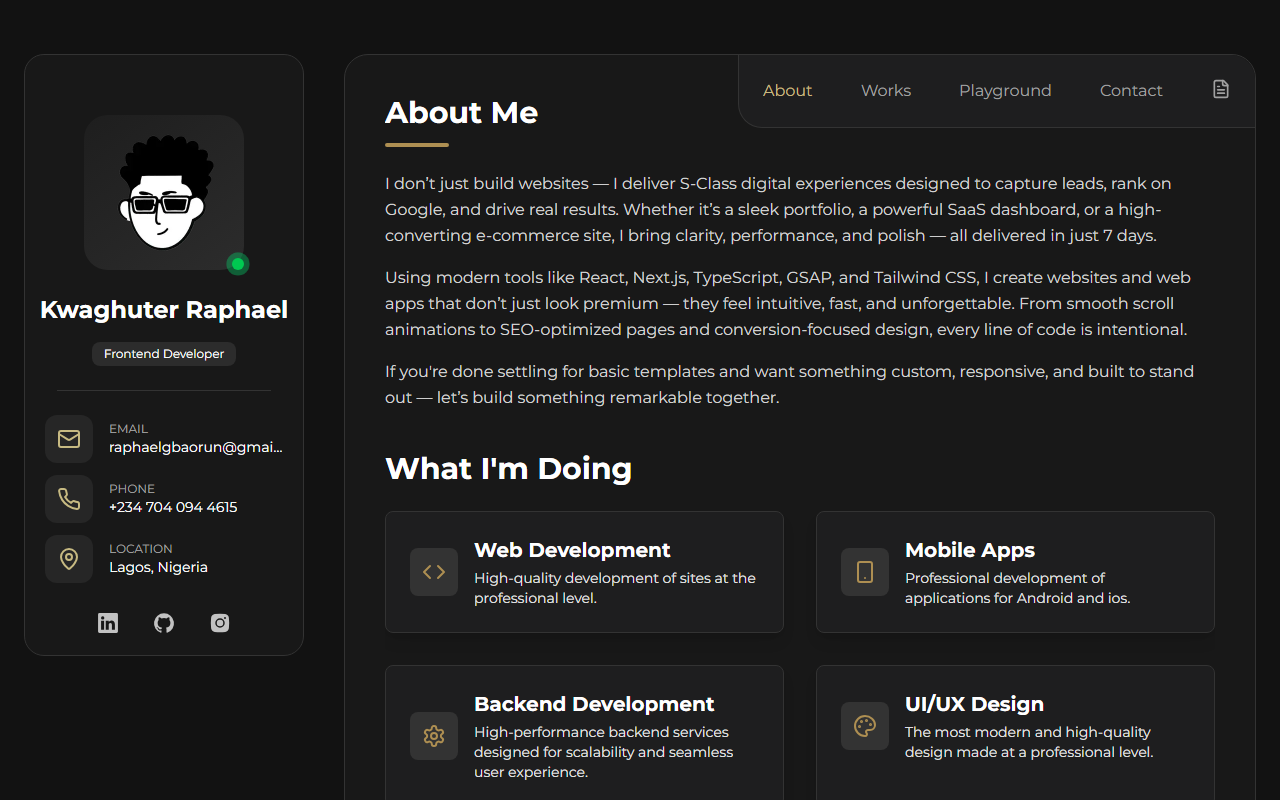 Kwaghuter Raphael
Frontend Developer
EMAIL
raphaelgbaorun@gmai...
PHONE
+234 704 094 4615
LOCATION
Lagos, Nigeria
About
Works
Playground
Contact
About Me
I don’t just build websites — I deliver S-Class digital experiences designed to capture leads, rank on
Google, and drive real results. Whether it’s a sleek portfolio, a powerful SaaS dashboard, or a high-
converting e-commerce site, I bring clarity, performance, and polish — all delivered in just 7 days.
Using modern tools like React, Next.js, TypeScript, GSAP, and Tailwind CSS, I create websites and web
apps that don’t just look premium — they feel intuitive, fast, and unforgettable. From smooth scroll
animations to SEO-optimized pages and conversion-focused design, every line of code is intentional.
If you're done settling for basic templates and want something custom, responsive, and built to stand
out — let’s build something remarkable together.
What I'm Doing
Web Development
High-quality development of sites at the
professional level.
Mobile Apps
Professional development of
applications for Android and ios.
Backend Development
High-performance backend services
designed for scalability and seamless
user experience.
UI/UX Design
The most modern and high-quality
design made at a professional level.